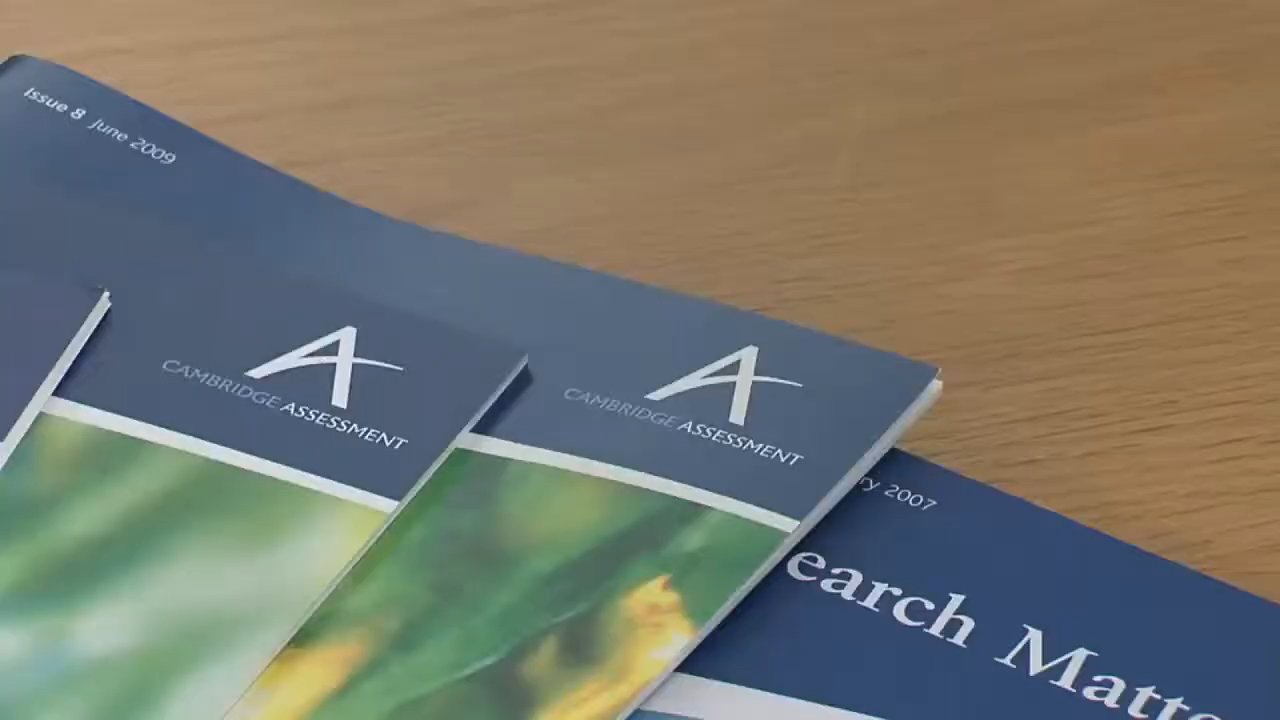 Issue 8 June 2009
CAMBRIDGE ASSESSMENT
CAMBRIDGE ASSESSMENT
ry 2007
earch Matte